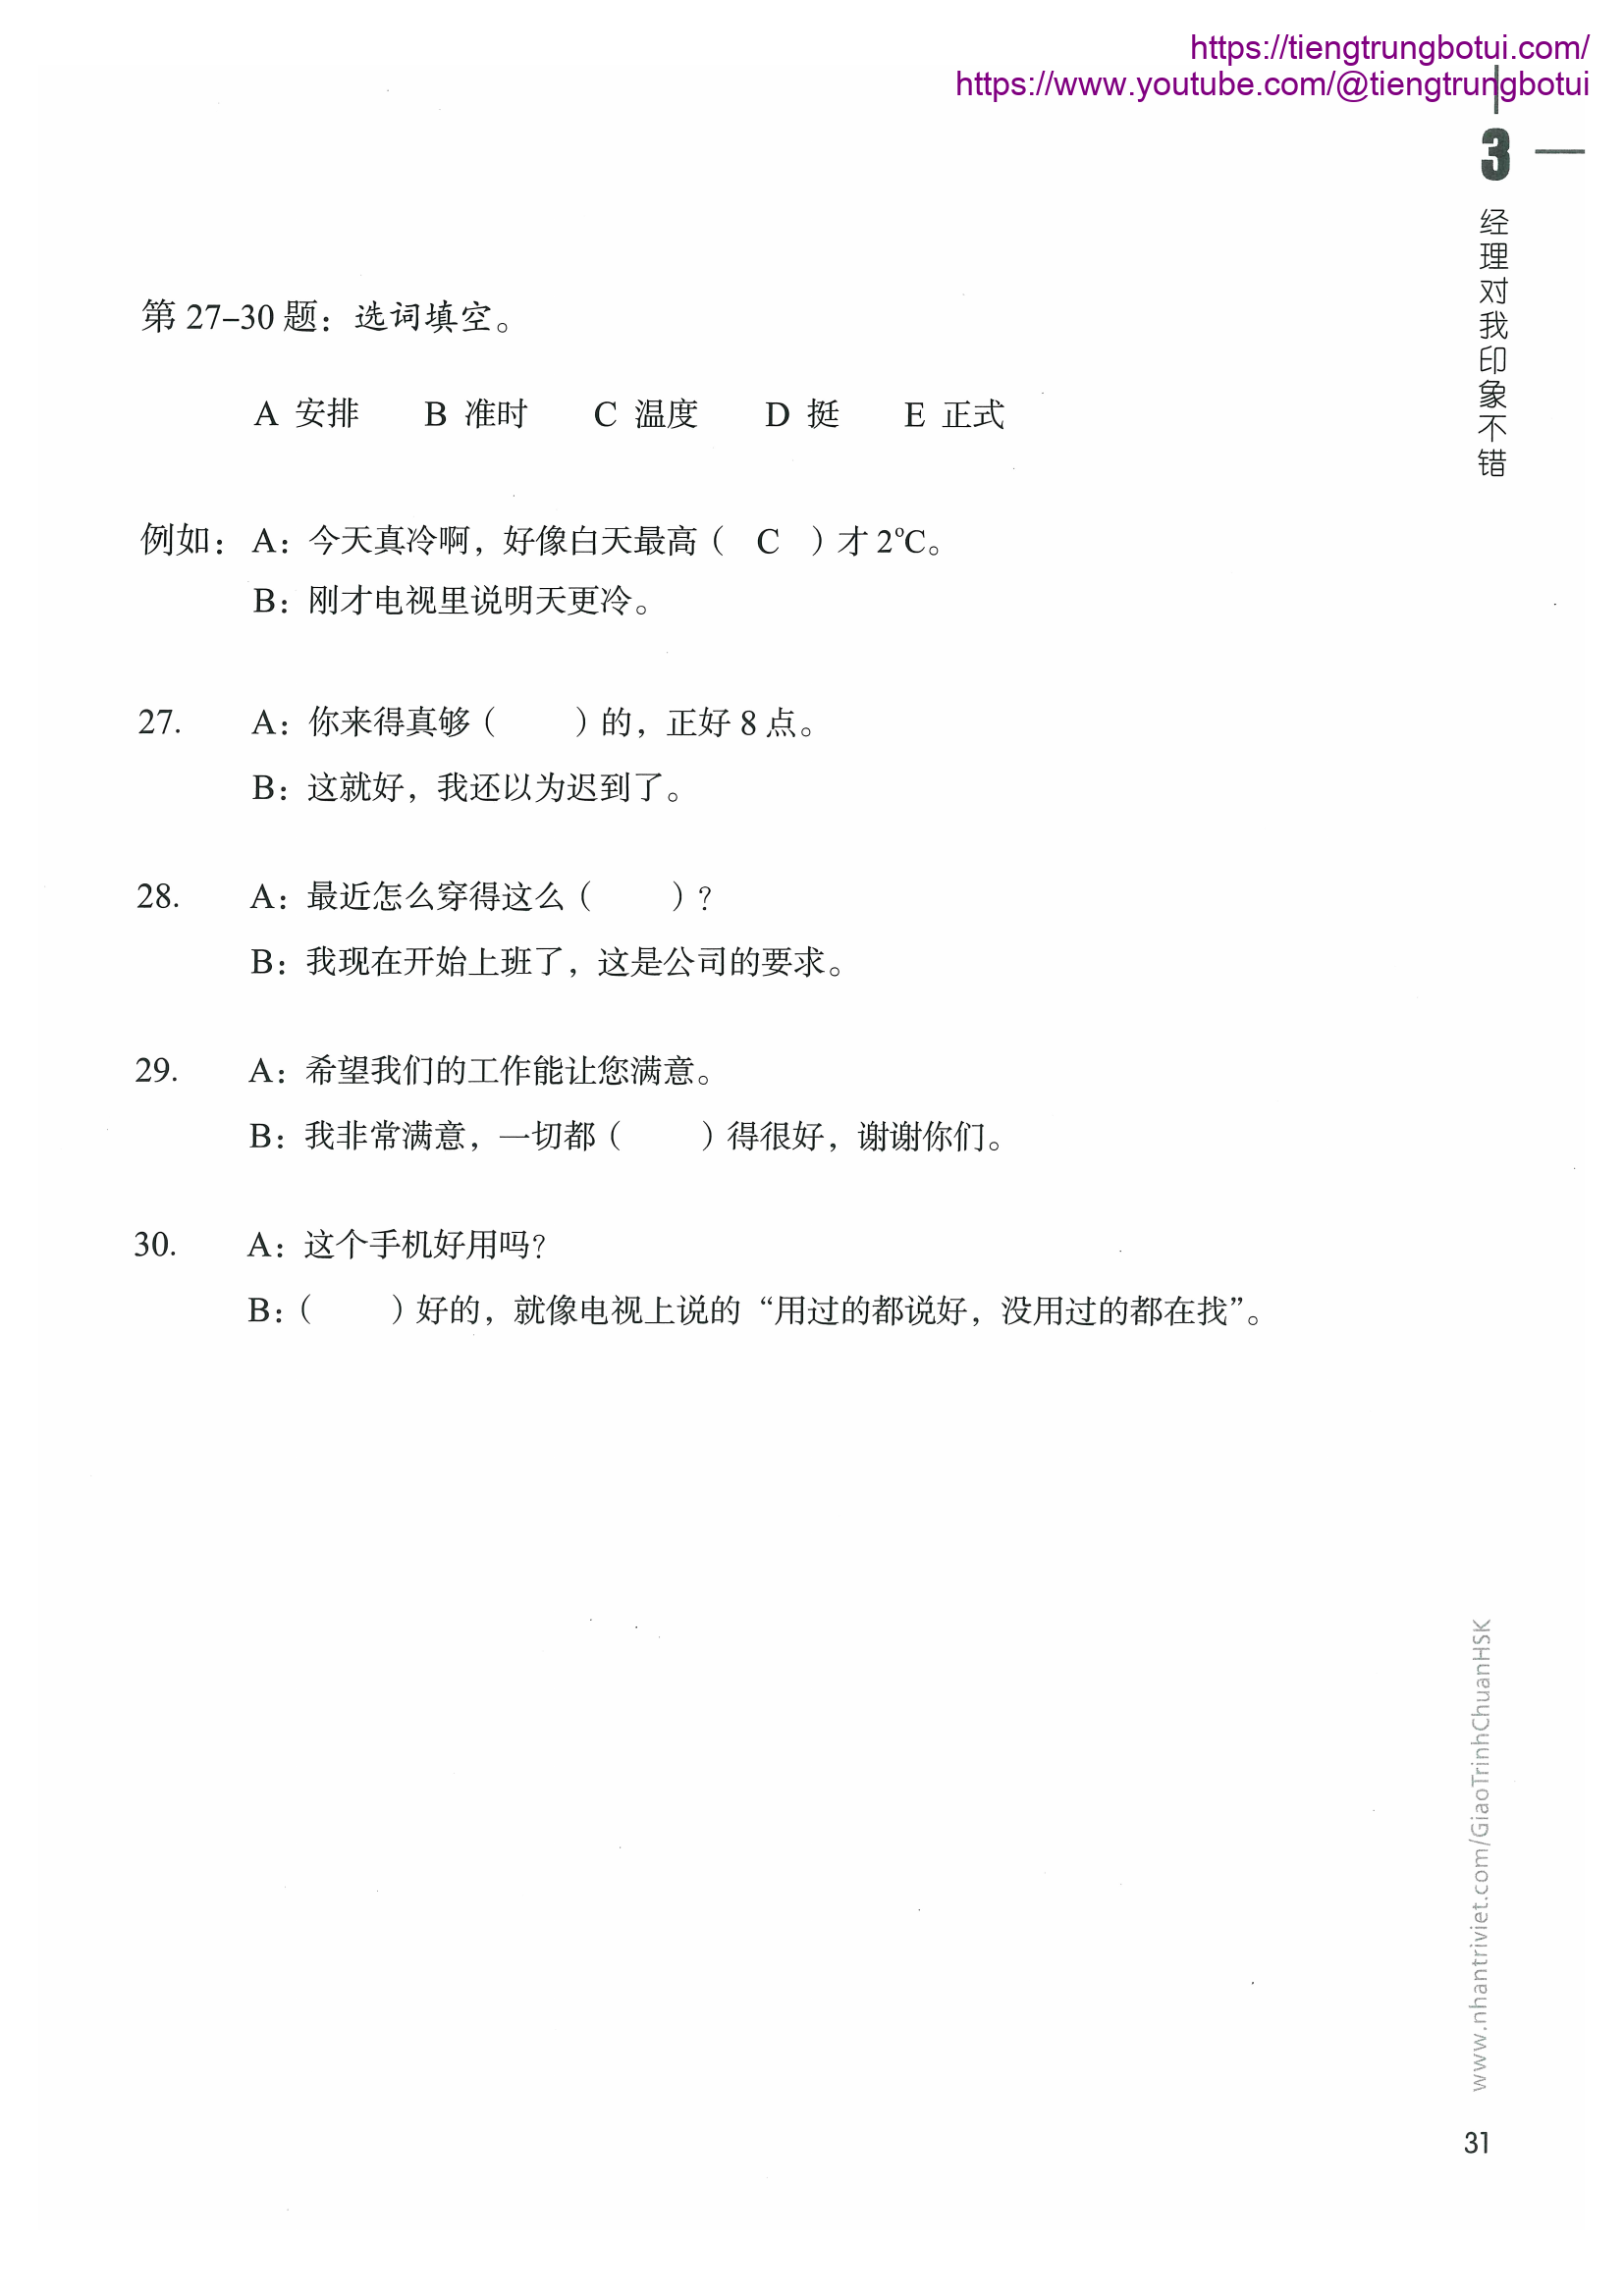 https://tiengtrungbotui.com/
https://www.youtube.com/@tiengtrungbotui
3
经理对我印象不错
第 27–30 题：选词填空。
A 安排 B 准时 C 温度 D 挺 E 正式
例如： A：今天真冷啊，好像白天最高（ C ）才 2℃。
B：刚才电视里说明天更冷。
27. A：你来得真够（ ）的，正好 8 点。
B：这就好，我还以为迟到了。
28. A：最近怎么穿得这么（ ）？
B：我现在开始上班了，这是公司的要求。
29. A：希望我们的工作能让您满意。
B：我非常满意，一切都（ ）得很好，谢谢你们。
30. A：这个手机好用吗？
B：（ ）好的，就像电视上说的“用过的都说好，没用过的都在找”。
www.nhantriviet.com/GiaoTrinhChuanHSK
31